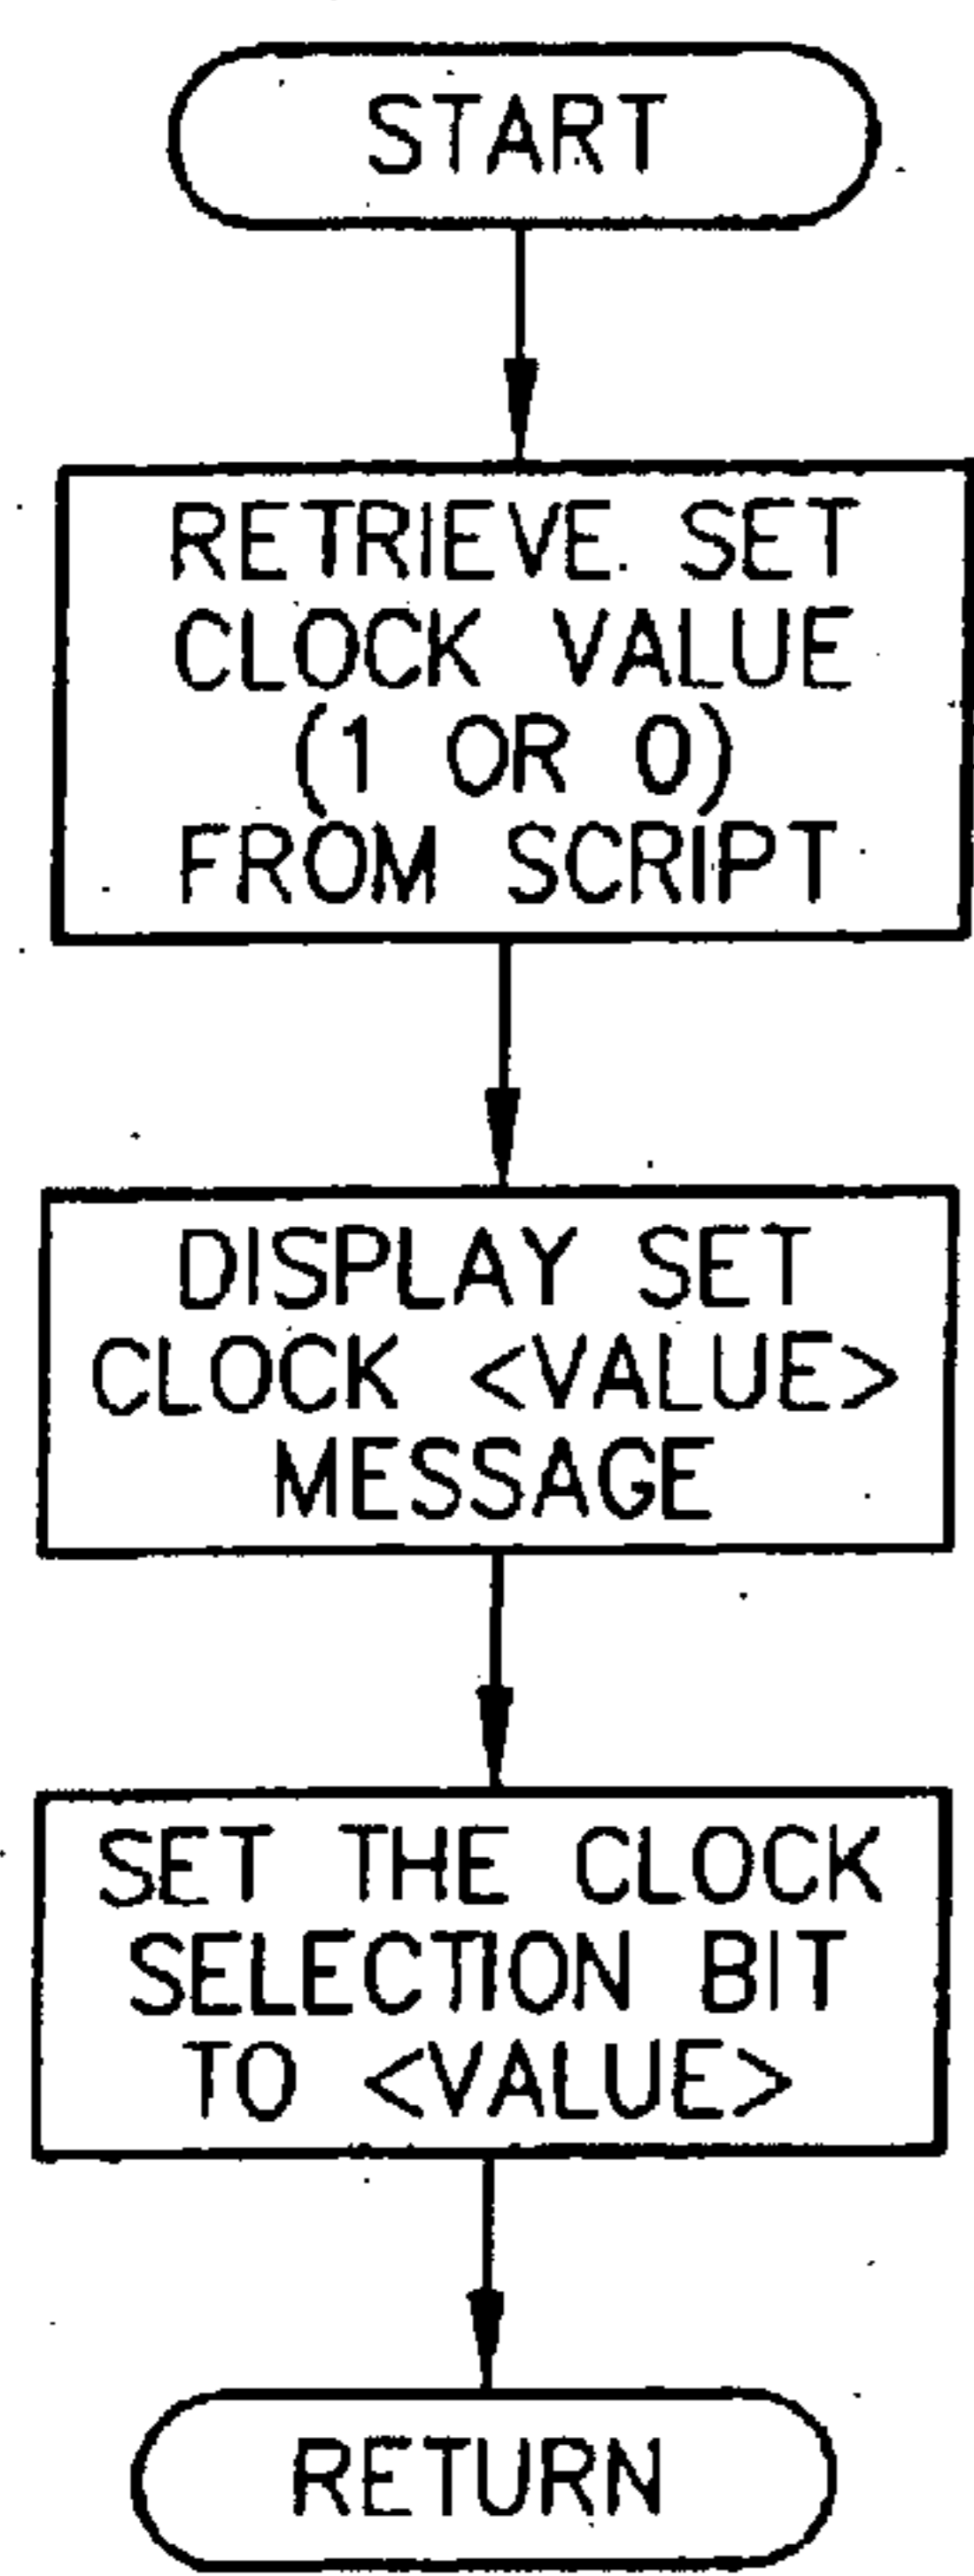 START
RETRIEVE SET
CLOCK VALUE
(1 OR 0)
FROM SCRIPT
DISPLAY SET
CLOCK <VALUE>
MESSAGE
SET THE CLOCK
SELECTION BIT
TO <VALUE>
RETURN